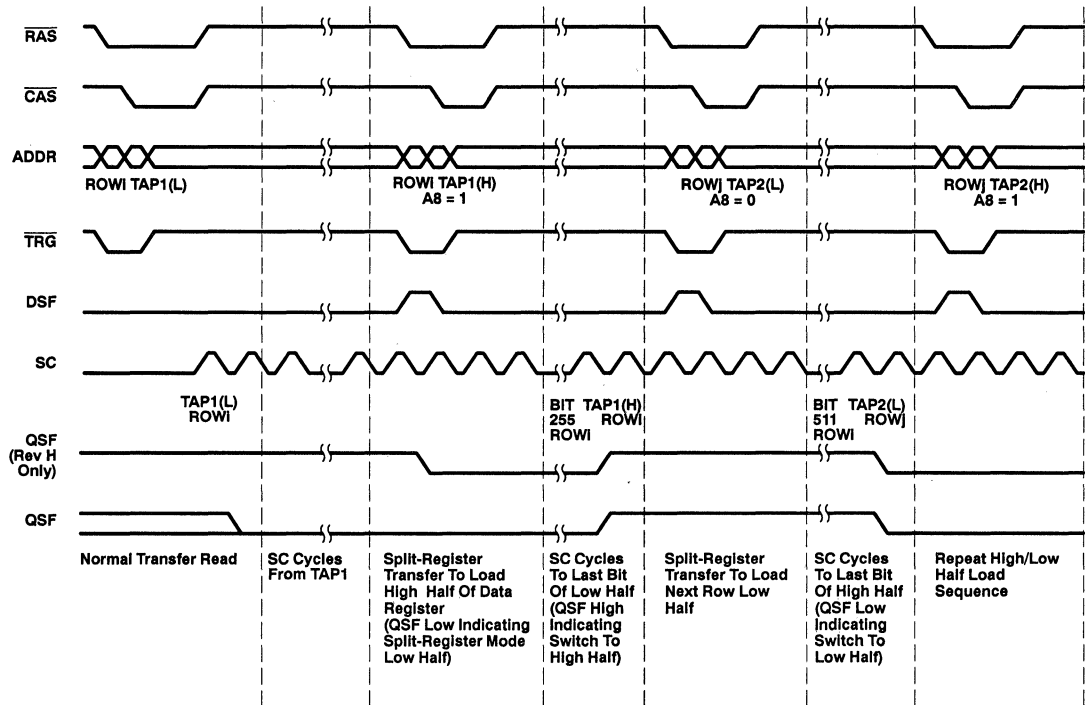 RAS
CAS
ADDR
ROWi TAP1(L)
ROWi TAP1(H)
A8 = 1
ROWj TAP2(L)
A8 = 0
ROWj TAP2(H)
A8 = 1
TRG
DSF
SC
TAP1(L)
ROWi
BIT TAP1(H)
255 ROWi
ROWi
BIT TAP2(L)
511 ROWj
ROWi
QSF
(Rev H
Only)
QSF
Normal Transfer Read
SC Cycles
From TAP1
Split-Register
Transfer To Load
High Half Of Data
Register
(QSF Low Indicating
Split-Register Mode
Low Half)
SC Cycles
To Last Bit
Of Low Half
(QSF High
Indicating
Switch To
High Half)
Split-Register
Transfer To Load
Next Row Low
Half
SC Cycles
To Last Bit
Of High Half
(QSF Low
Indicating
Switch To
Low Half)
Repeat High/Low
Half Load
Sequence